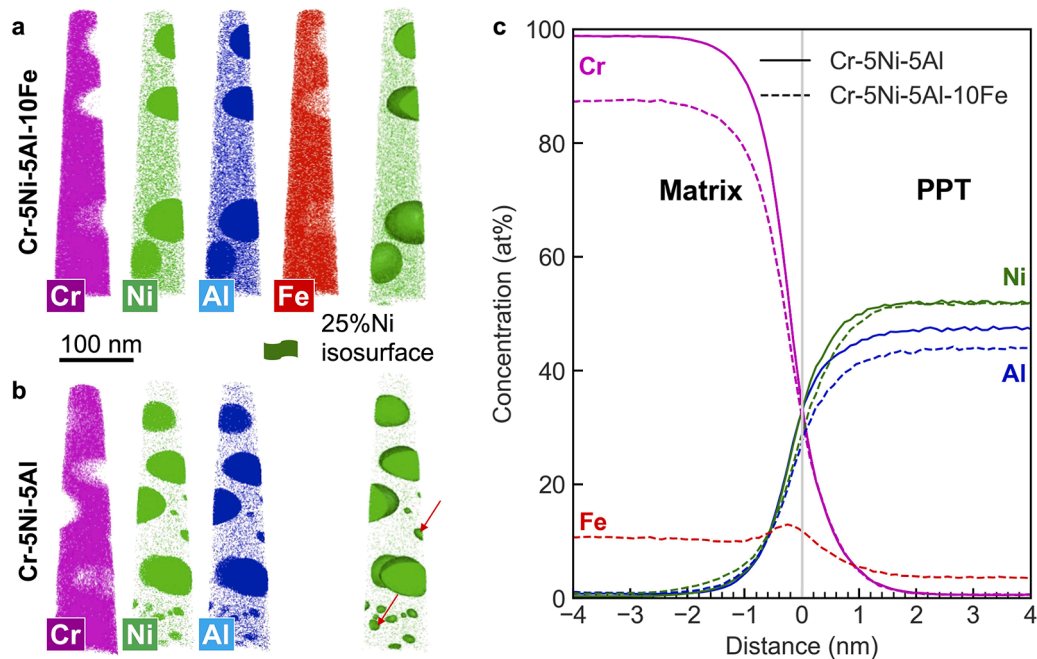 a
Cr-5Ni-5Al-10Fe
Cr
Ni
Al
Fe
100 nm
25%Ni
isosurface
b
Cr-5Ni-5Al
Cr
Ni
Al
c
Concentration (at%)
100
80
60
40
20
0
Cr
Cr-5Ni-5Al
Cr-5Ni-5Al-10Fe
Matrix
PPT
Ni
Al
Fe
−4
−3
−2
−1
0
1
2
3
4
Distance (nm)